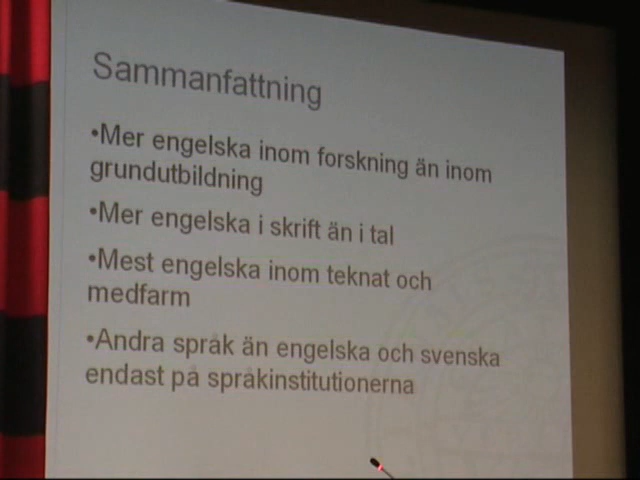 Sammanfattning
•Mer engelska inom forskning än inom
grundutbildning
•Mer engelska i skrift än i tal
•Mest engelska inom teknat och
medfarm
•Andra språk än engelska och svenska
endast på språkinstitutionerna